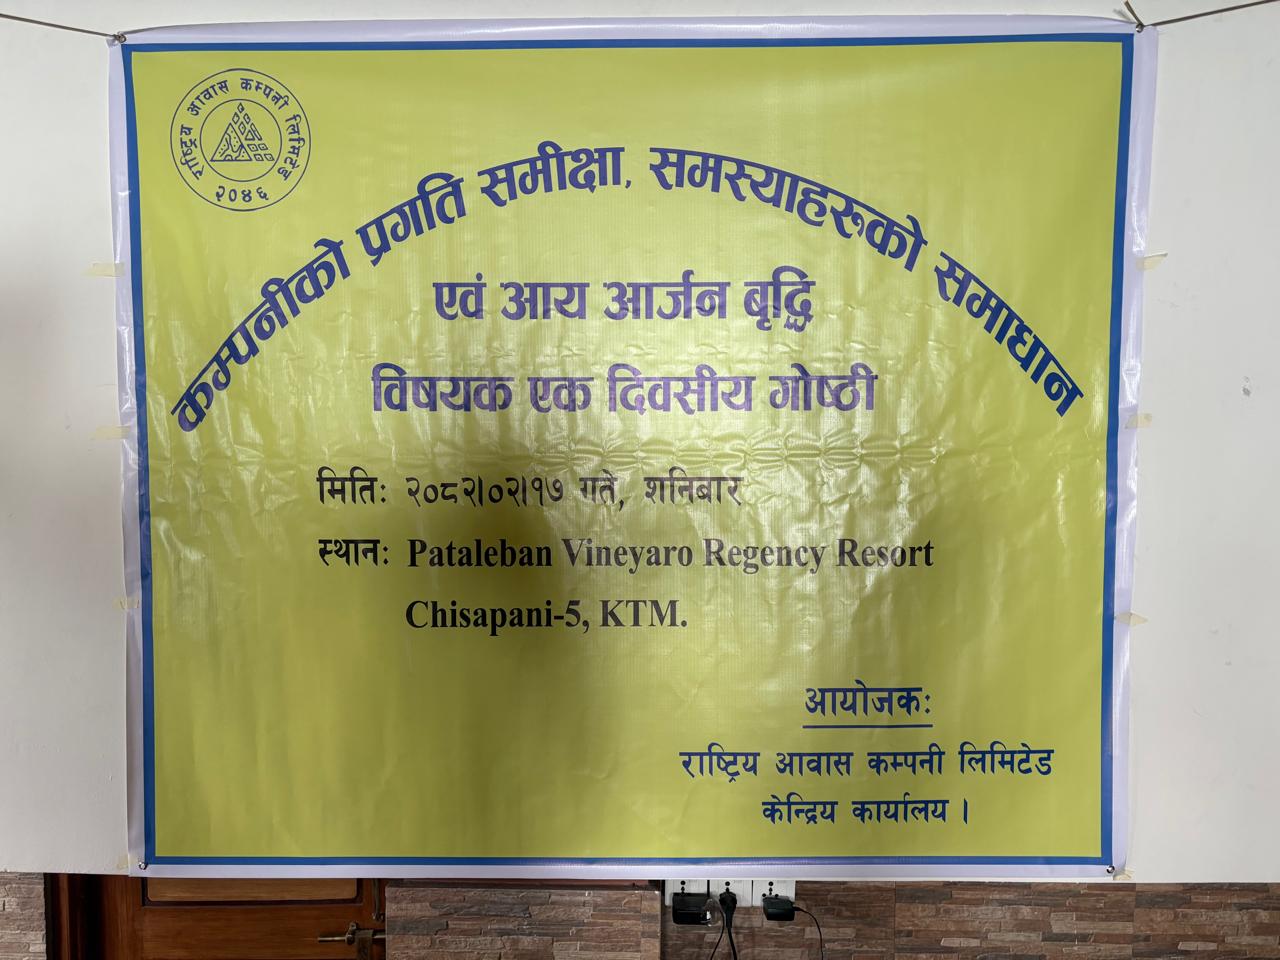 राष्ट्रिय आवास कम्पनी लिमिटेड
२०४६
कम्पनीको प्रगति समीक्षा, समस्याहरुको समाधान
एवं आय आर्जन बृद्धि
विषयक एक दिवसीय गोष्ठी
मितिः २०८२।०२।१७ गते, शनिबार
स्थानः Pataleban Vineyaro Regency Resort
Chisapani-5, KTM.
आयोजकः
राष्ट्रिय आवास कम्पनी लिमिटेड
केन्द्रिय कार्यालय ।